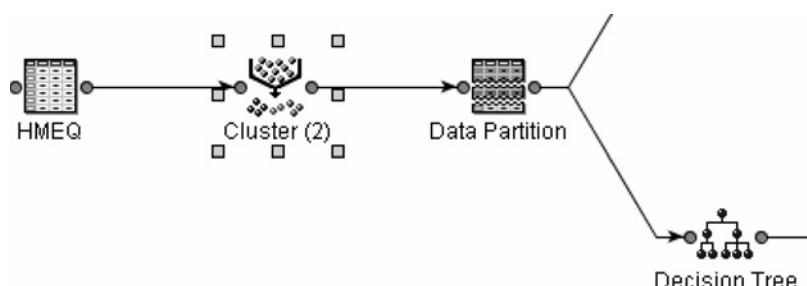 HMEQ
Cluster (2)
Data Partition
Decision Tree